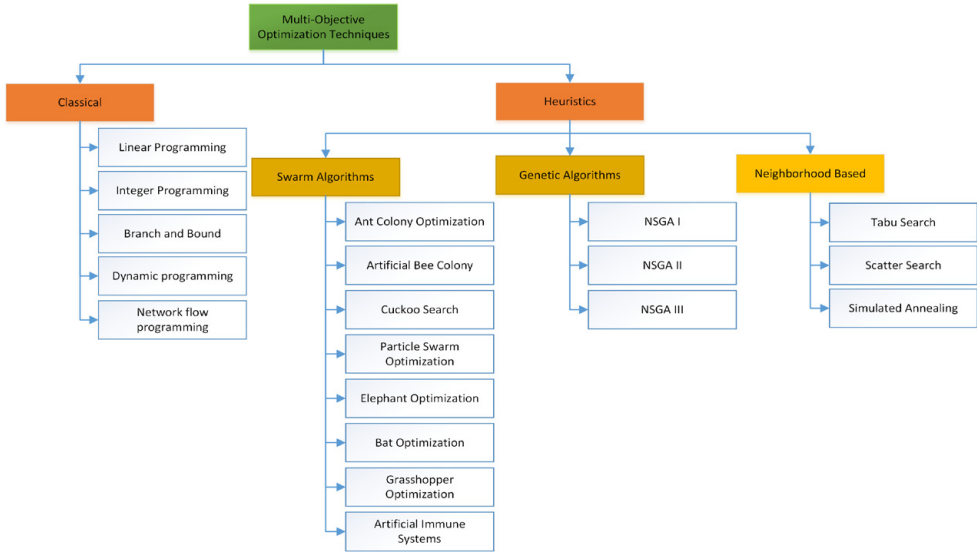 Multi-Objective
Optimization Techniques
Classical
Heuristics
Linear Programming
Integer Programming
Branch and Bound
Dynamic programming
Network flow
programming
Swarm Algorithms
Genetic Algorithms
Neighborhood Based
Ant Colony Optimization
Artificial Bee Colony
Cuckoo Search
Particle Swarm
Optimization
Elephant Optimization
Bat Optimization
Grasshopper
Optimization
Artificial Immune
Systems
NSGA I
NSGA II
NSGA III
Tabu Search
Scatter Search
Simulated Annealing